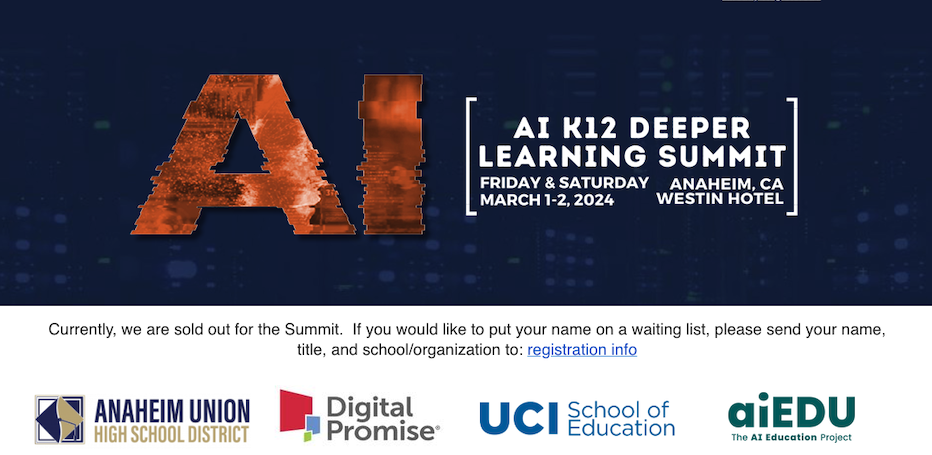 AI
AI K12 DEEPER
LEARNING SUMMIT
FRIDAY & SATURDAY
MARCH 1-2, 2024
ANAHEIM, CA
WESTIN HOTEL
Currently, we are sold out for the Summit.  If you would like to put your name on a waiting list, please send your name,
title, and school/organization to: registration info
ANAHEIM UNION
HIGH SCHOOL DISTRICT
Digital
Promise®
UCI School of
Education
aiEDU
The AI Education Project